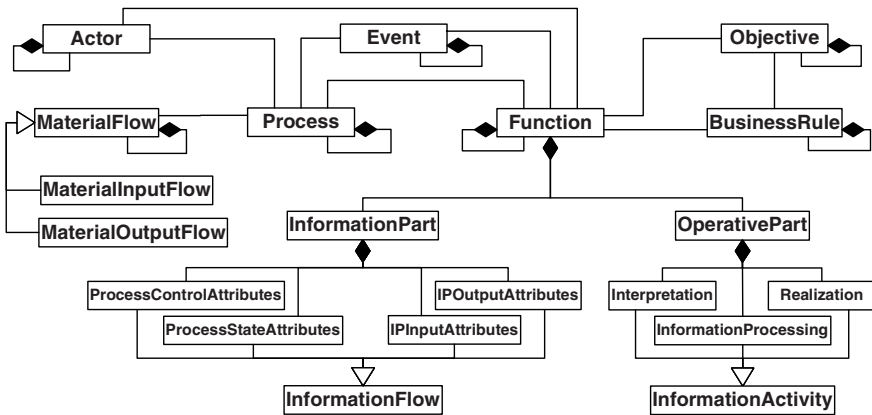 Actor
Event
Objective
MaterialFlow
Process
Function
BusinessRule
MaterialInputFlow
MaterialOutputFlow
InformationPart
OperativePart
ProcessControlAttributes
IPOutputAttributes
Interpretation
Realization
ProcessStateAttributes
IPInputAttributes
InformationProcessing
InformationFlow
InformationActivity